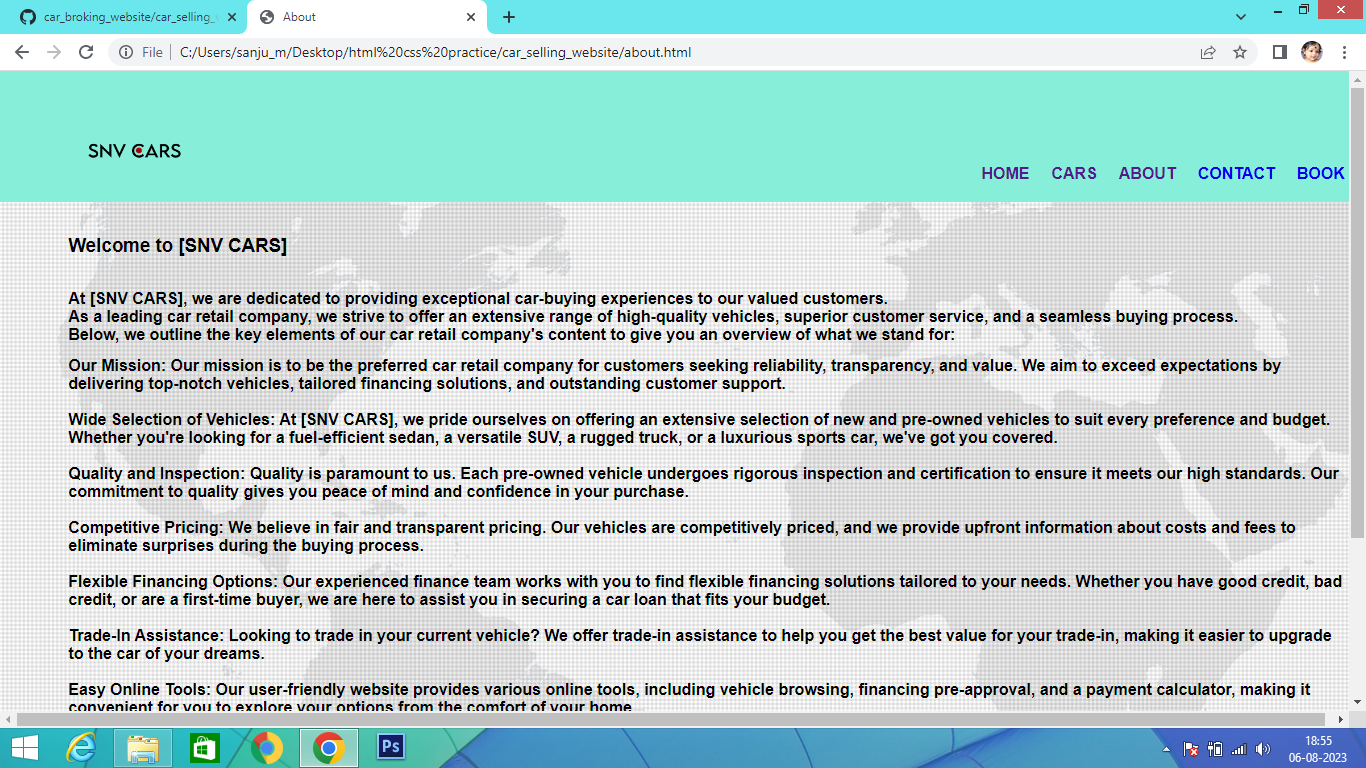 car_broking_website/car_selling_
About
File
C:/Users/sanju_m/Desktop/html%20css%20practice/car_selling_website/about.html
SNV CARS
HOME CARS ABOUT CONTACT BOOK
Welcome to [SNV CARS]
At [SNV CARS], we are dedicated to providing exceptional car-buying experiences to our valued customers.
As a leading car retail company, we strive to offer an extensive range of high-quality vehicles, superior customer service, and a seamless buying process.
Below, we outline the key elements of our car retail company's content to give you an overview of what we stand for:
Our Mission: Our mission is to be the preferred car retail company for customers seeking reliability, transparency, and value. We aim to exceed expectations by
delivering top-notch vehicles, tailored financing solutions, and outstanding customer support.
Wide Selection of Vehicles: At [SNV CARS], we pride ourselves on offering an extensive selection of new and pre-owned vehicles to suit every preference and budget.
Whether you're looking for a fuel-efficient sedan, a versatile SUV, a rugged truck, or a luxurious sports car, we've got you covered.
Quality and Inspection: Quality is paramount to us. Each pre-owned vehicle undergoes rigorous inspection and certification to ensure it meets our high standards. Our
commitment to quality gives you peace of mind and confidence in your purchase.
Competitive Pricing: We believe in fair and transparent pricing. Our vehicles are competitively priced, and we provide upfront information about costs and fees to
eliminate surprises during the buying process.
Flexible Financing Options: Our experienced finance team works with you to find flexible financing solutions tailored to your needs. Whether you have good credit, bad
credit, or are a first-time buyer, we are here to assist you in securing a car loan that fits your budget.
Trade-In Assistance: Looking to trade in your current vehicle? We offer trade-in assistance to help you get the best value for your trade-in, making it easier to upgrade
to the car of your dreams.
Easy Online Tools: Our user-friendly website provides various online tools, including vehicle browsing, financing pre-approval, and a payment calculator, making it
convenient for you to explore your options from the comfort of your home
Ps
18:55
06-08-2023